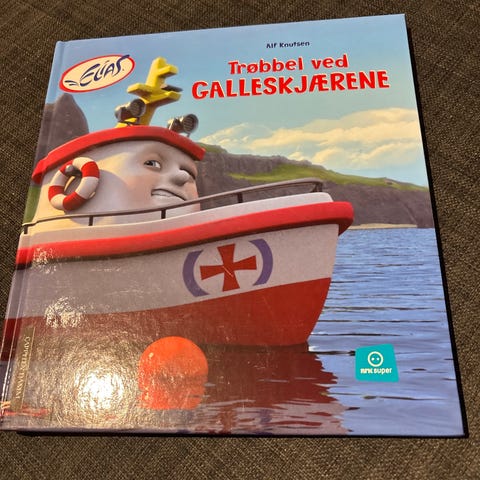 ELIAS.
Alf Knutsen
Trøbbel ved
GALLESKJÆRENE
NRK super